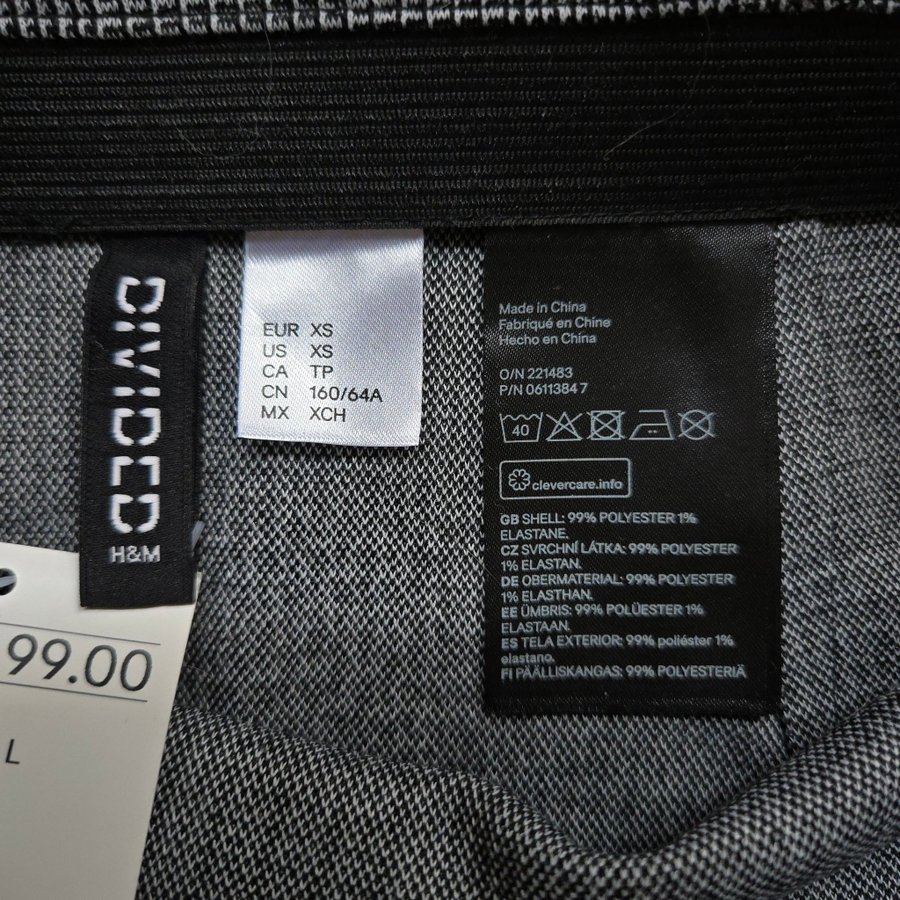 DIVIDED
H&M
EUR XS
US XS
CA TP
CN 160/64A
MX XCH
Made in China
Fabriqué en Chine
Hecho en China
O/N 221483
P/N 0611384 7
40
clevercare.info
GB SHELL: 99% POLYESTER 1%
ELASTANE.
CZ SVRCHNÍ LÁTKA: 99% POLYESTER
1% ELASTAN.
DE OBERMATERIAL: 99% POLYESTER
1% ELASTHAN.
EE ÜMBRIS: 99% POLÜESTER 1%
ELASTAAN.
ES TELA EXTERIOR: 99% poliéster 1%
elastano.
FI PÄÄLLISKANGAS: 99% POLYESTERIÄ
99.00
L